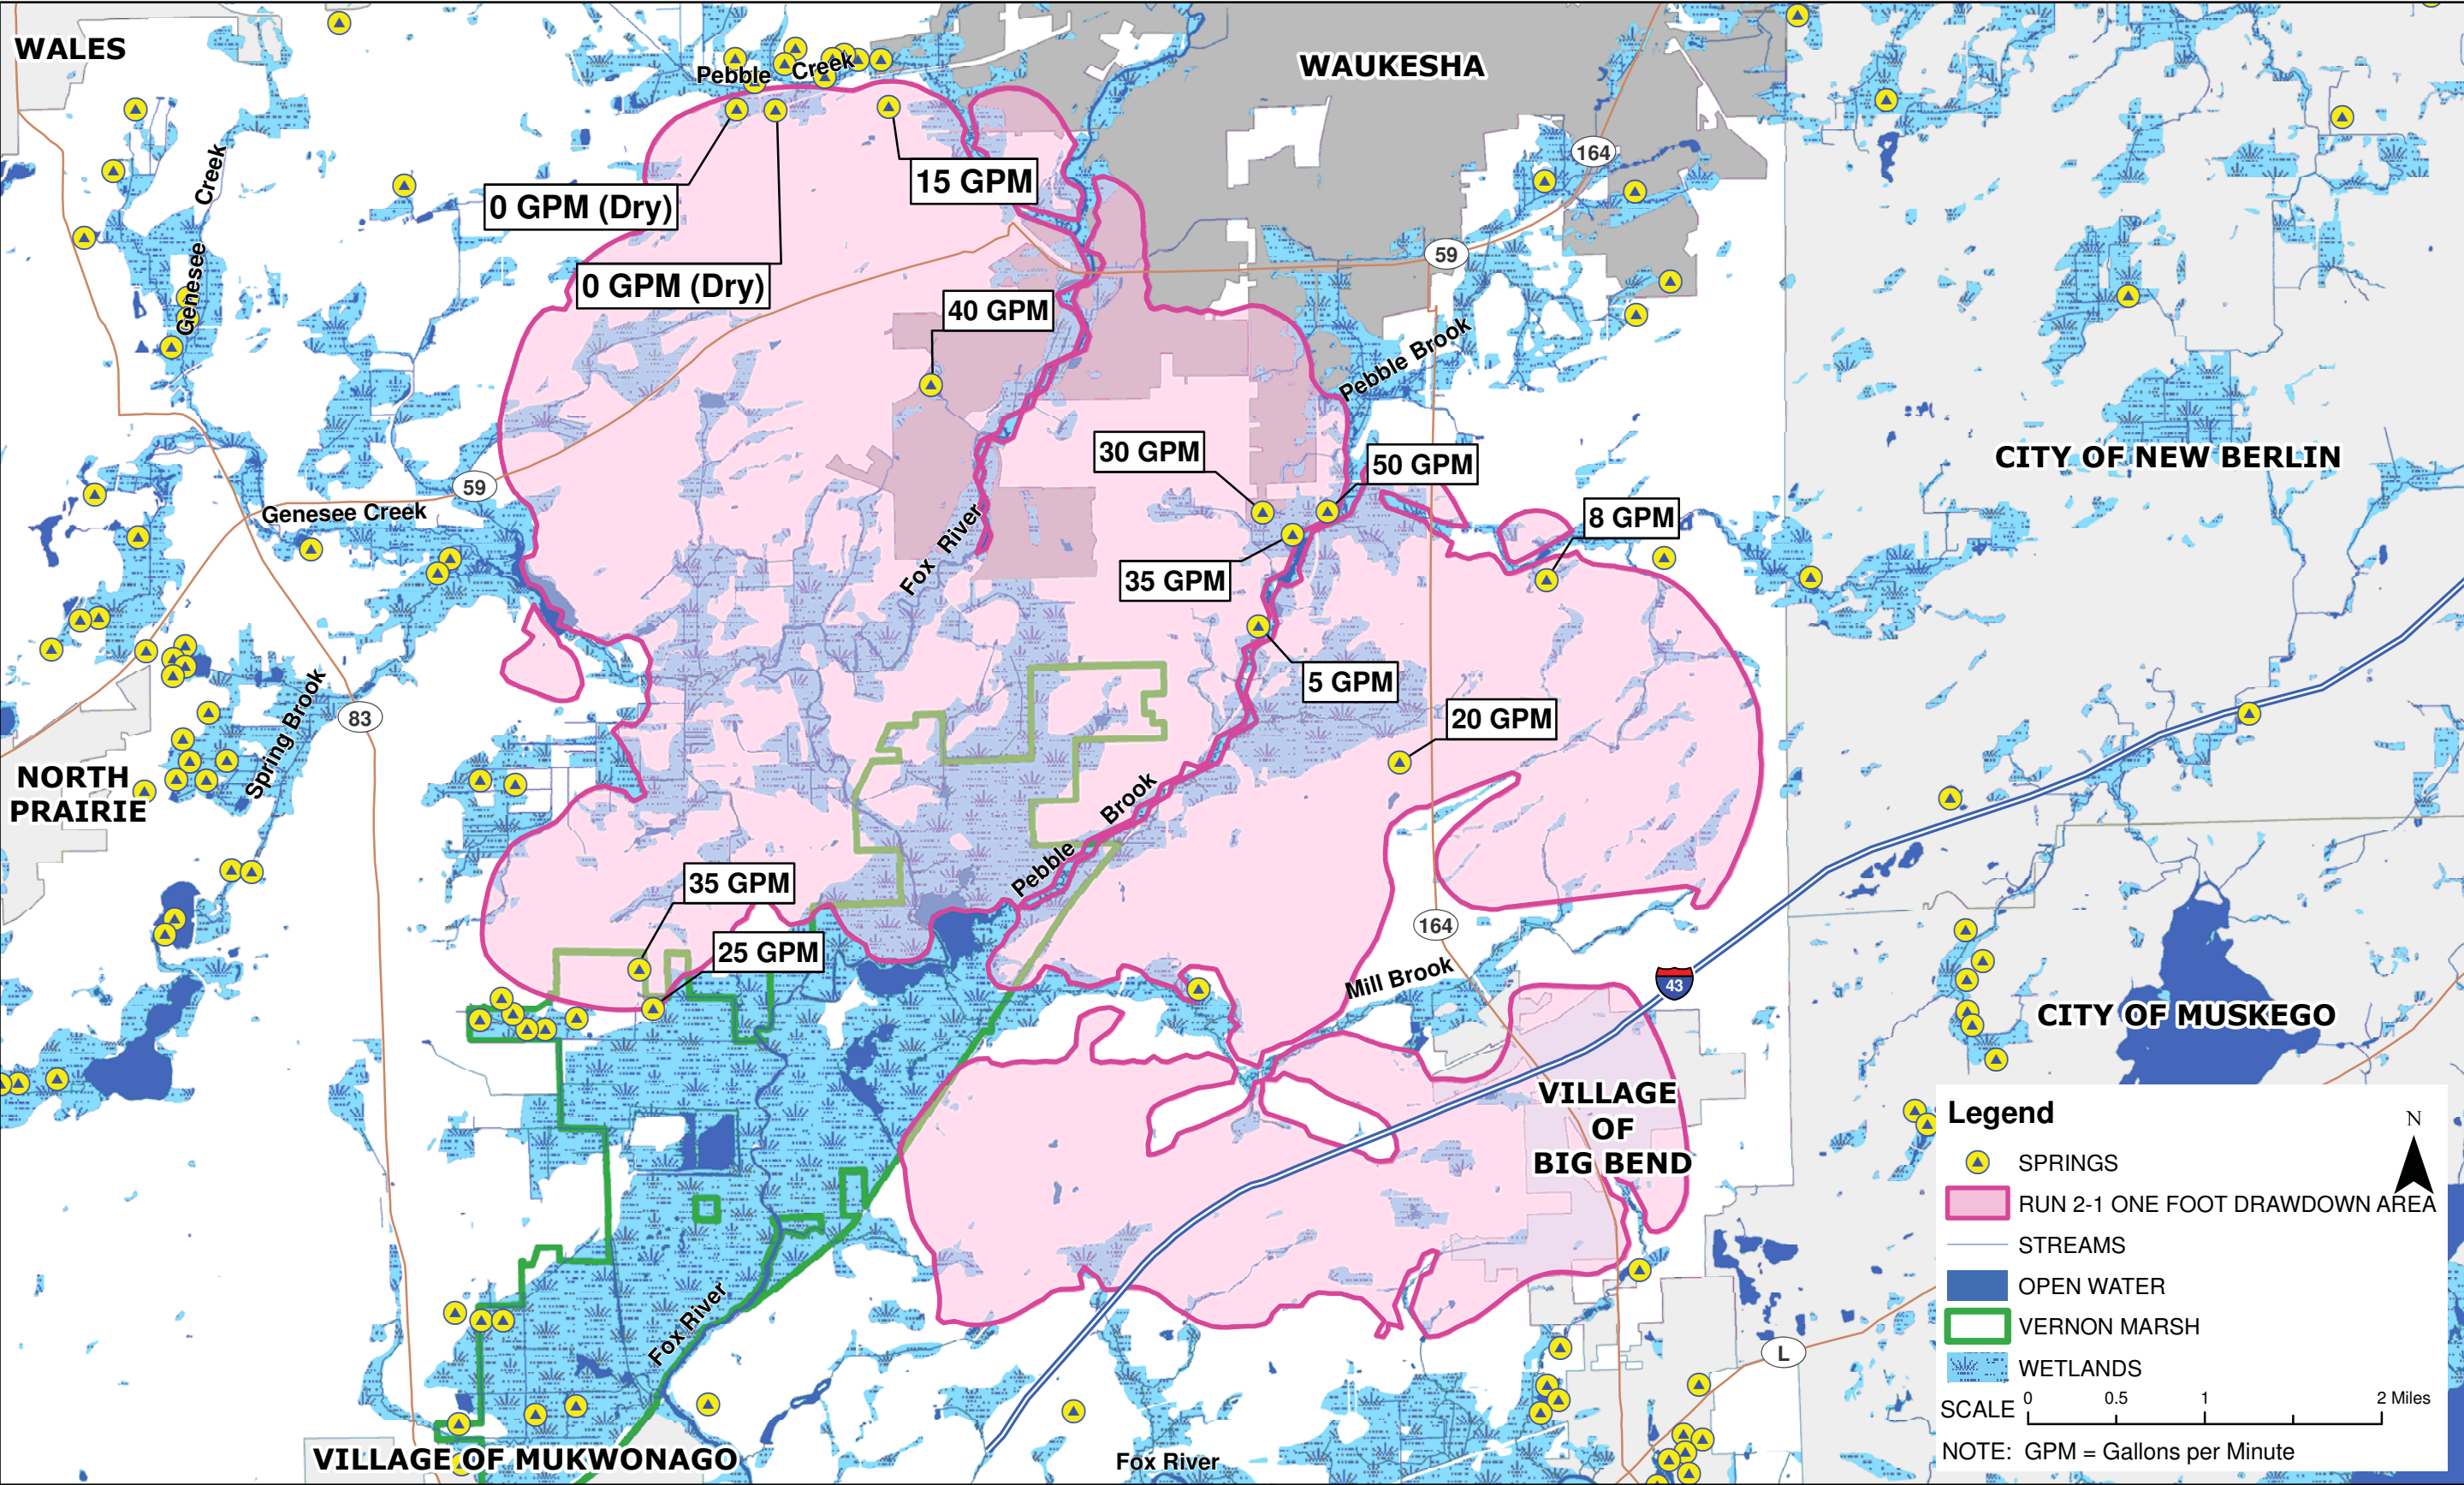 WALES
WAUKESHA
Pebble Creek
164
Genesee Creek
15 GPM
0 GPM (Dry)
59
0 GPM (Dry)
40 GPM
Pebble Brook
30 GPM
50 GPM
CITY OF NEW BERLIN
59
Genesee Creek
8 GPM
Fox River
35 GPM
5 GPM
Spring Brook
83
20 GPM
NORTH
PRAIRIE
Pebble Brook
35 GPM
164
25 GPM
Mill Brook
43
CITY OF MUSKEGO
VILLAGE
OF
BIG BEND
Fox River
L
VILLAGE OF MUKWONAGO
Fox River
Legend
N
SPRINGS
RUN 2-1 ONE FOOT DRAWDOWN AREA
STREAMS
OPEN WATER
VERNON MARSH
WETLANDS
SCALE 0 0.5 1 2 Miles
NOTE: GPM = Gallons per Minute